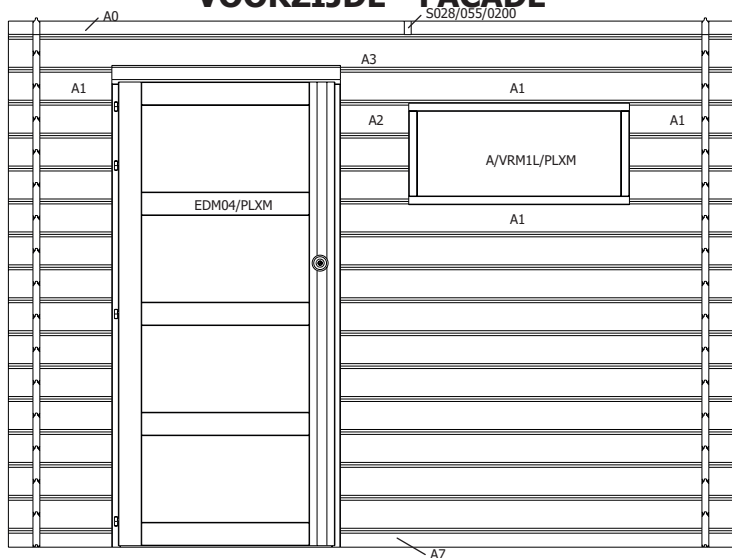 VOORZIJDE - FACADE
A0
S028/055/0200
A3
A1
A1
A2
A1
A/VRM1L/PLXM
EDM04/PLXM
A1
A7